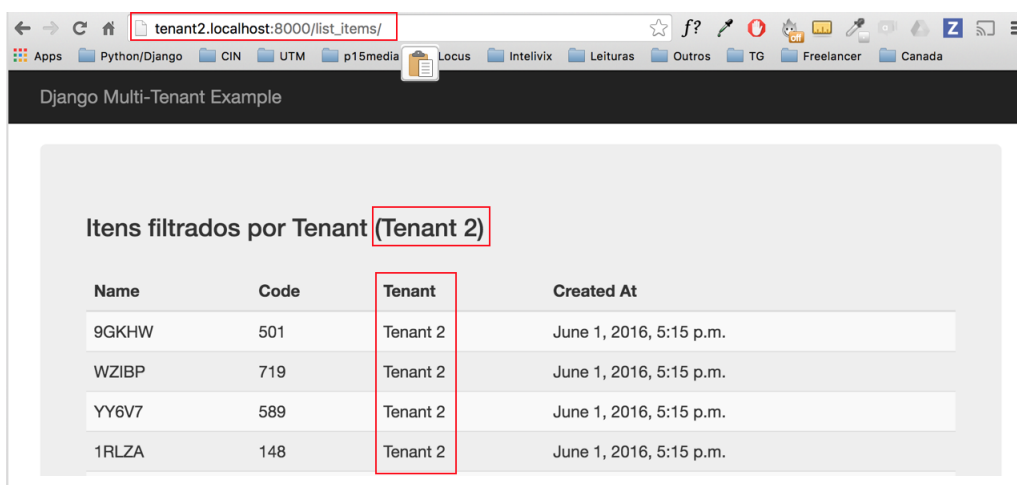 tenant2.localhost:8000/list_items/ f? Z
Apps Python/Django CIN UTM p15media Locus Intelivix Leituras Outros TG Freelancer Canada
off
Django Multi-Tenant Example
Itens filtrados por Tenant (Tenant 2)
Name Code Tenant Created At
9GKHW 501 Tenant 2 June 1, 2016, 5:15 p.m.
WZIBP 719 Tenant 2 June 1, 2016, 5:15 p.m.
YY6V7 589 Tenant 2 June 1, 2016, 5:15 p.m.
1RLZA 148 Tenant 2 June 1, 2016, 5:15 p.m.